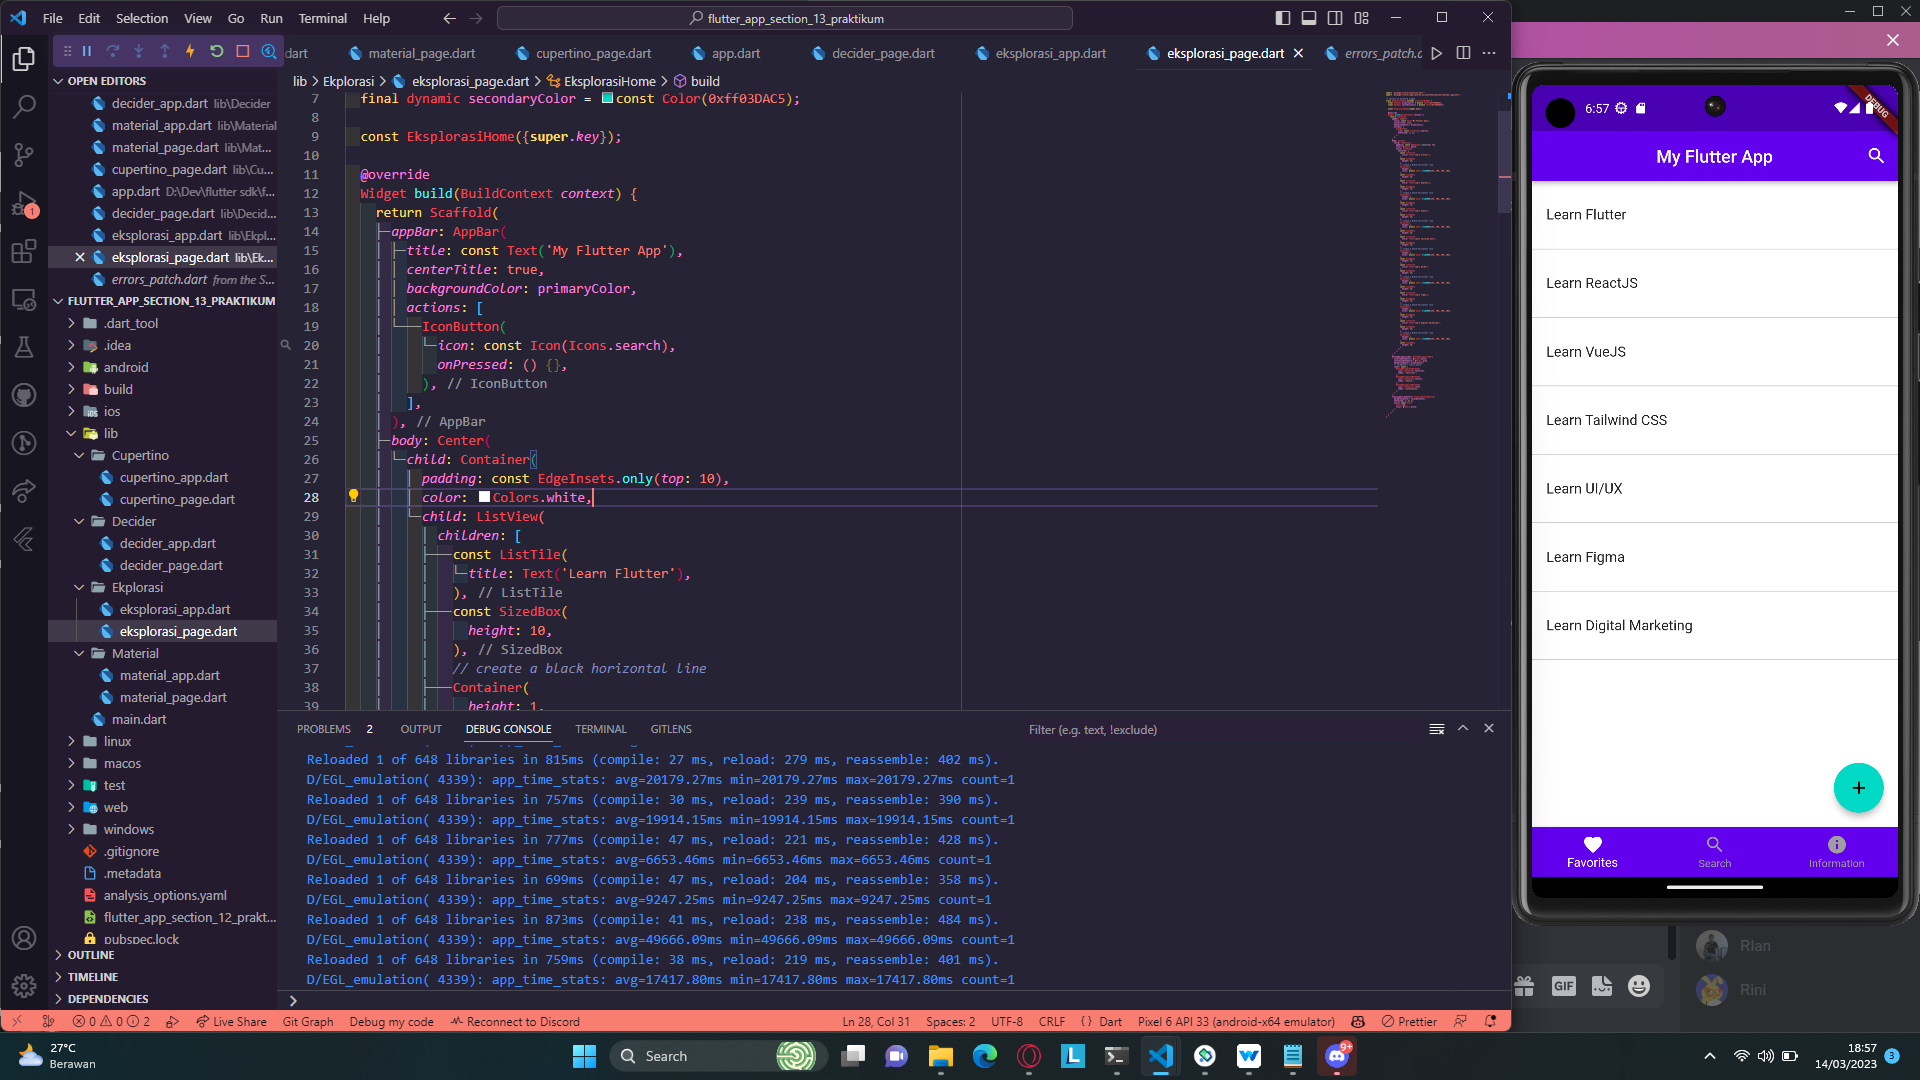 File Edit Selection View Go Run Terminal Help
flutter_app_section_13_praktikum
dart material_page.dart cupertino_page.dart app.dart decider_page.dart eksplorasi_app.dart eksplorasi_page.dart errors_patch.d
lib > Ekplorasi > eksplorasi_page.dart > EksplorasiHome > build
OPEN EDITORS
decider_app.dart lib\Decider
material_app.dart lib\Material
material_page.dart lib\Mat...
cupertino_page.dart lib\Cu...
app.dart D:\Dev\flutter sdk\f...
decider_page.dart lib\Decid...
eksplorasi_app.dart lib\Ekpl...
eksplorasi_page.dart lib\Ek...
errors_patch.dart from the S...
FLUTTER_APP_SECTION_13_PRAKTIKUM
.dart_tool
.idea
android
build
ios
lib
Cupertino
cupertino_app.dart
cupertino_page.dart
Decider
decider_app.dart
decider_page.dart
Ekplorasi
eksplorasi_app.dart
eksplorasi_page.dart
Material
material_app.dart
material_page.dart
main.dart
linux
macos
test
web
windows
.gitignore
.metadata
analysis_options.yaml
flutter_app_section_12_prakt...
pubspec.lock
OUTLINE
TIMELINE
DEPENDENCIES
1
7 final dynamic secondaryColor = const Color(0xff03DAC5);
8
9 const EksplorasiHome({super.key});
10
11 @override
12 Widget build(BuildContext context) {
13 return Scaffold(
14 appBar: AppBar(
15 title: const Text('My Flutter App'),
16 centerTitle: true,
17 backgroundColor: primaryColor,
18 actions: [
19 IconButton(
20 icon: const Icon(Icons.search),
21 onPressed: () {},
22 ), // IconButton
23 ],
24 ), // AppBar
25 body: Center(
26 child: Container(
27 padding: const EdgeInsets.only(top: 10),
28 color: Colors.white,
29 child: ListView(
30 children: [
31 const ListTile(
32 title: Text('Learn Flutter'),
33 ), // ListTile
34 const SizedBox(
35 height: 10,
36 ), // SizedBox
37 // create a black horizontal line
38 Container(
39 height: 1,
PROBLEMS 2 OUTPUT DEBUG CONSOLE TERMINAL GITLENS Filter (e.g. text, !exclude)
Reloaded 1 of 648 libraries in 815ms (compile: 27 ms, reload: 279 ms, reassemble: 402 ms).
D/EGL_emulation( 4339): app_time_stats: avg=20179.27ms min=20179.27ms max=20179.27ms count=1
Reloaded 1 of 648 libraries in 757ms (compile: 30 ms, reload: 239 ms, reassemble: 390 ms).
D/EGL_emulation( 4339): app_time_stats: avg=19914.15ms min=19914.15ms max=19914.15ms count=1
Reloaded 1 of 648 libraries in 777ms (compile: 47 ms, reload: 221 ms, reassemble: 428 ms).
D/EGL_emulation( 4339): app_time_stats: avg=6653.46ms min=6653.46ms max=6653.46ms count=1
Reloaded 1 of 648 libraries in 699ms (compile: 47 ms, reload: 204 ms, reassemble: 358 ms).
D/EGL_emulation( 4339): app_time_stats: avg=9247.25ms min=9247.25ms max=9247.25ms count=1
Reloaded 1 of 648 libraries in 873ms (compile: 41 ms, reload: 238 ms, reassemble: 484 ms).
D/EGL_emulation( 4339): app_time_stats: avg=49666.09ms min=49666.09ms max=49666.09ms count=1
Reloaded 1 of 648 libraries in 759ms (compile: 38 ms, reload: 219 ms, reassemble: 401 ms).
D/EGL_emulation( 4339): app_time_stats: avg=17417.80ms min=17417.80ms max=17417.80ms count=1
0 0 2 Live Share Git Graph Debug my code Reconnect to Discord Ln 28, Col 31 Spaces: 2 UTF-8 CRLF { } Dart Pixel 6 API 33 (android-x64 emulator) Prettier
6:57
DEBUG
My Flutter App
Learn Flutter
Learn ReactJS
Learn VueJS
Learn Tailwind CSS
Learn UI/UX
Learn Figma
Learn Digital Marketing
+
Favorites Search Information
RIan
GIF
Rini
27°C
Berawan
Search
L
9+
18:57
14/03/2023
3